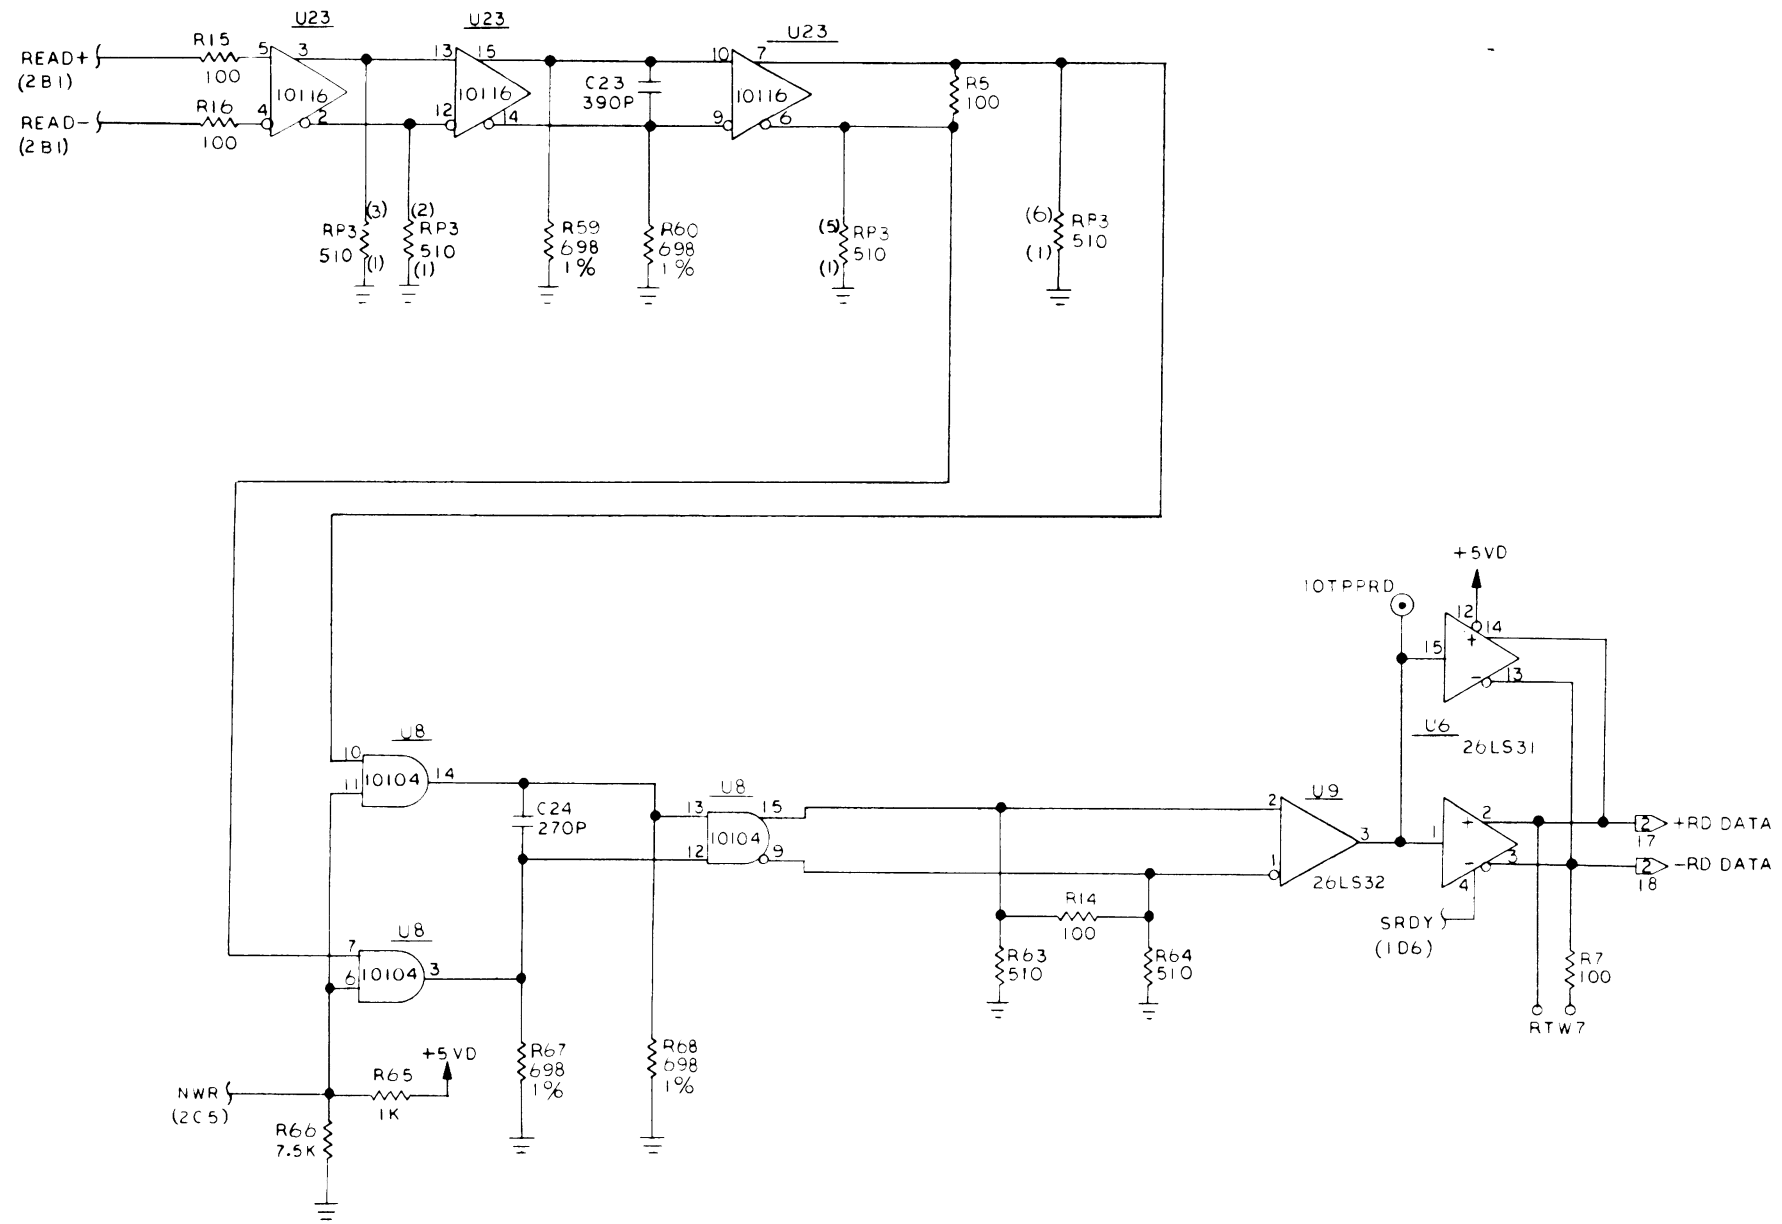 U23
U23
U23
READ+
(2B1)
R15
100
5
3
10116
13
15
10116
C23
390P
10
7
10116
R5
100
READ-
(2B1)
R16
100
4
2
12
14
9
6
(3)
RP3
510
(1)
(2)
RP3
510
(1)
R59
698
1%
R60
698
1%
(5)
RP3
510
(1)
(6)
RP3
510
(1)
+5VD
10TPPRD
12
14
+
15
-
13
U6
26LS31
U8
10
11
10104
14
C24
270P
U8
13
15
10104
12
9
U9
2
1
3
26LS32
1
+
2
-
3
4
2
17
+RD DATA
2
18
-RD DATA
SRDY
(1D6)
R14
100
R63
510
R64
510
R7
100
RTW7
U8
7
6
10104
3
NWR
(2C5)
R65
1K
+5VD
R66
7.5K
R67
698
1%
R68
698
1%